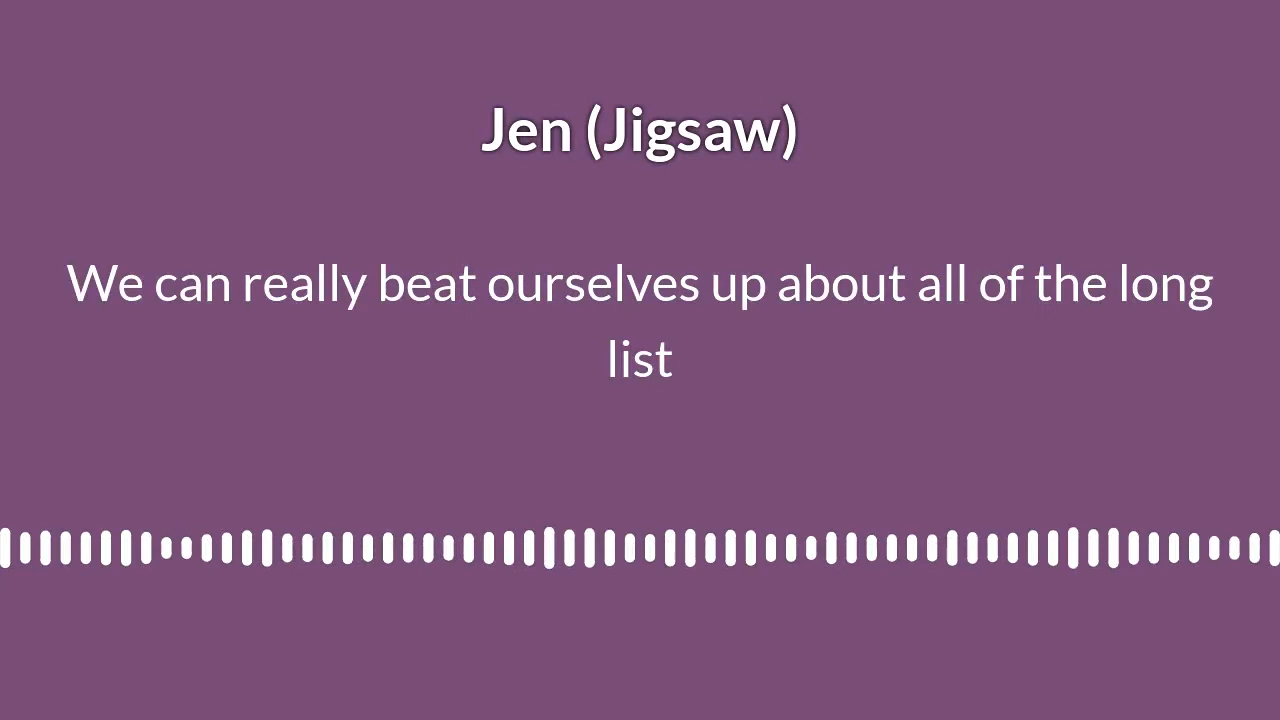 Jen (Jigsaw)
We can really beat ourselves up about all of the long
list